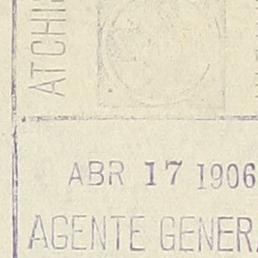 ATCHI
ABR 17 1906
AGENTE GENER